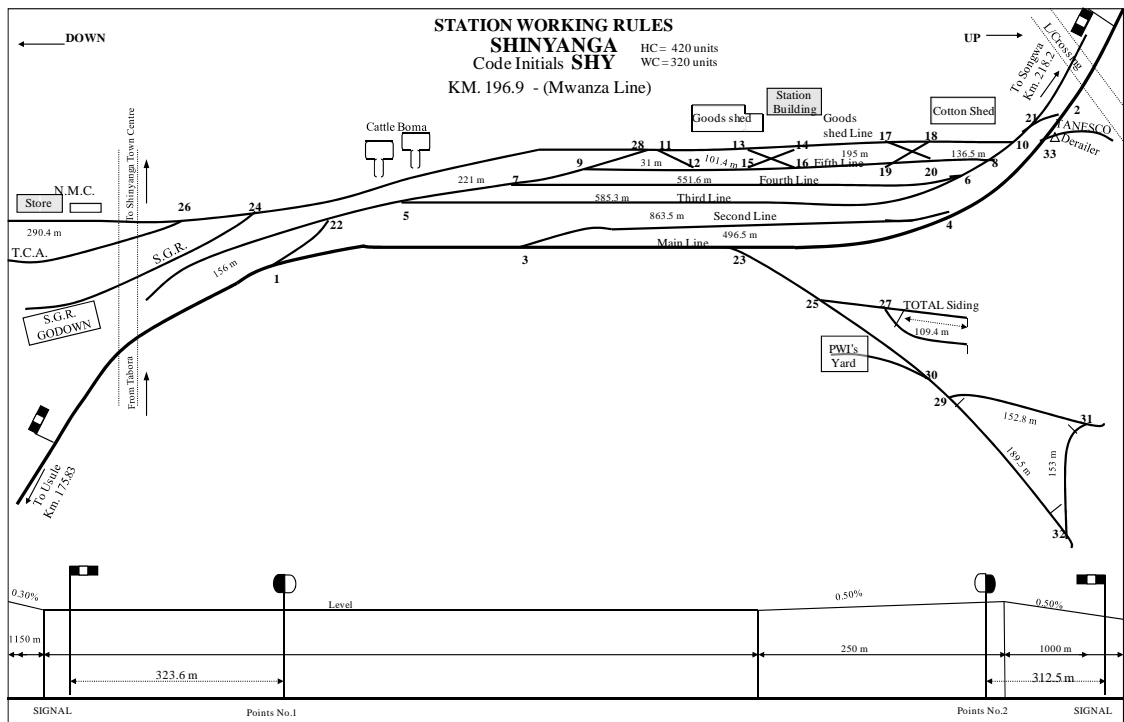 STATION WORKING RULES
DOWN
SHINYANGA
HC= 420 units
UP
Code Initials SHY
WC= 320 units
KM. 196.9 - (Mwanza Line)
L/Crossing
To Songwa
Km. 218.2
Station
Building
Goods shed
Goods
shed Line
Cotton Shed
Cattle Boma
21
2
TANESCO
Derailer
33
28
11
13
14
17
18
10
9
31 m
12
101.4 m
15
16
Fifth Line
195 m
19
20
136.5 m
8
221 m
7
551.6 m
Fourth Line
6
To Shinyanga Town Centre
N.M.C.
Store
26
24
5
585.3 m
Third Line
290.4 m
22
863.5 m
Second Line
4
496.5 m
T.C.A.
S.G.R.
Main Line
156 m
1
3
23
S.G.R.
GODOWN
25
27
TOTAL Siding
109.4 m
PWI's
Yard
From Tabora
30
29
152.8 m
31
189.5 m
153 m
To Usule
Km. 175.83
32
0.30%
Level
0.50%
0.50%
1150 m
250 m
1000 m
323.6 m
312.5 m
SIGNAL
Points No.1
Points No.2
SIGNAL